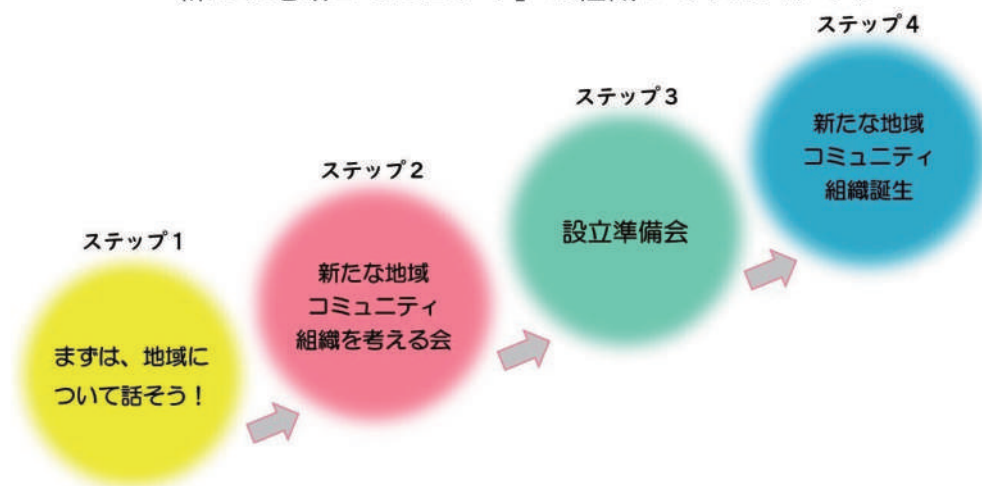 ステップ1
まずは、地域に
ついて話そう！
ステップ2
新たな地域
コミュニティ
組織を考える会
ステップ3
設立準備会
ステップ4
新たな地域
コミュニティ
組織誕生